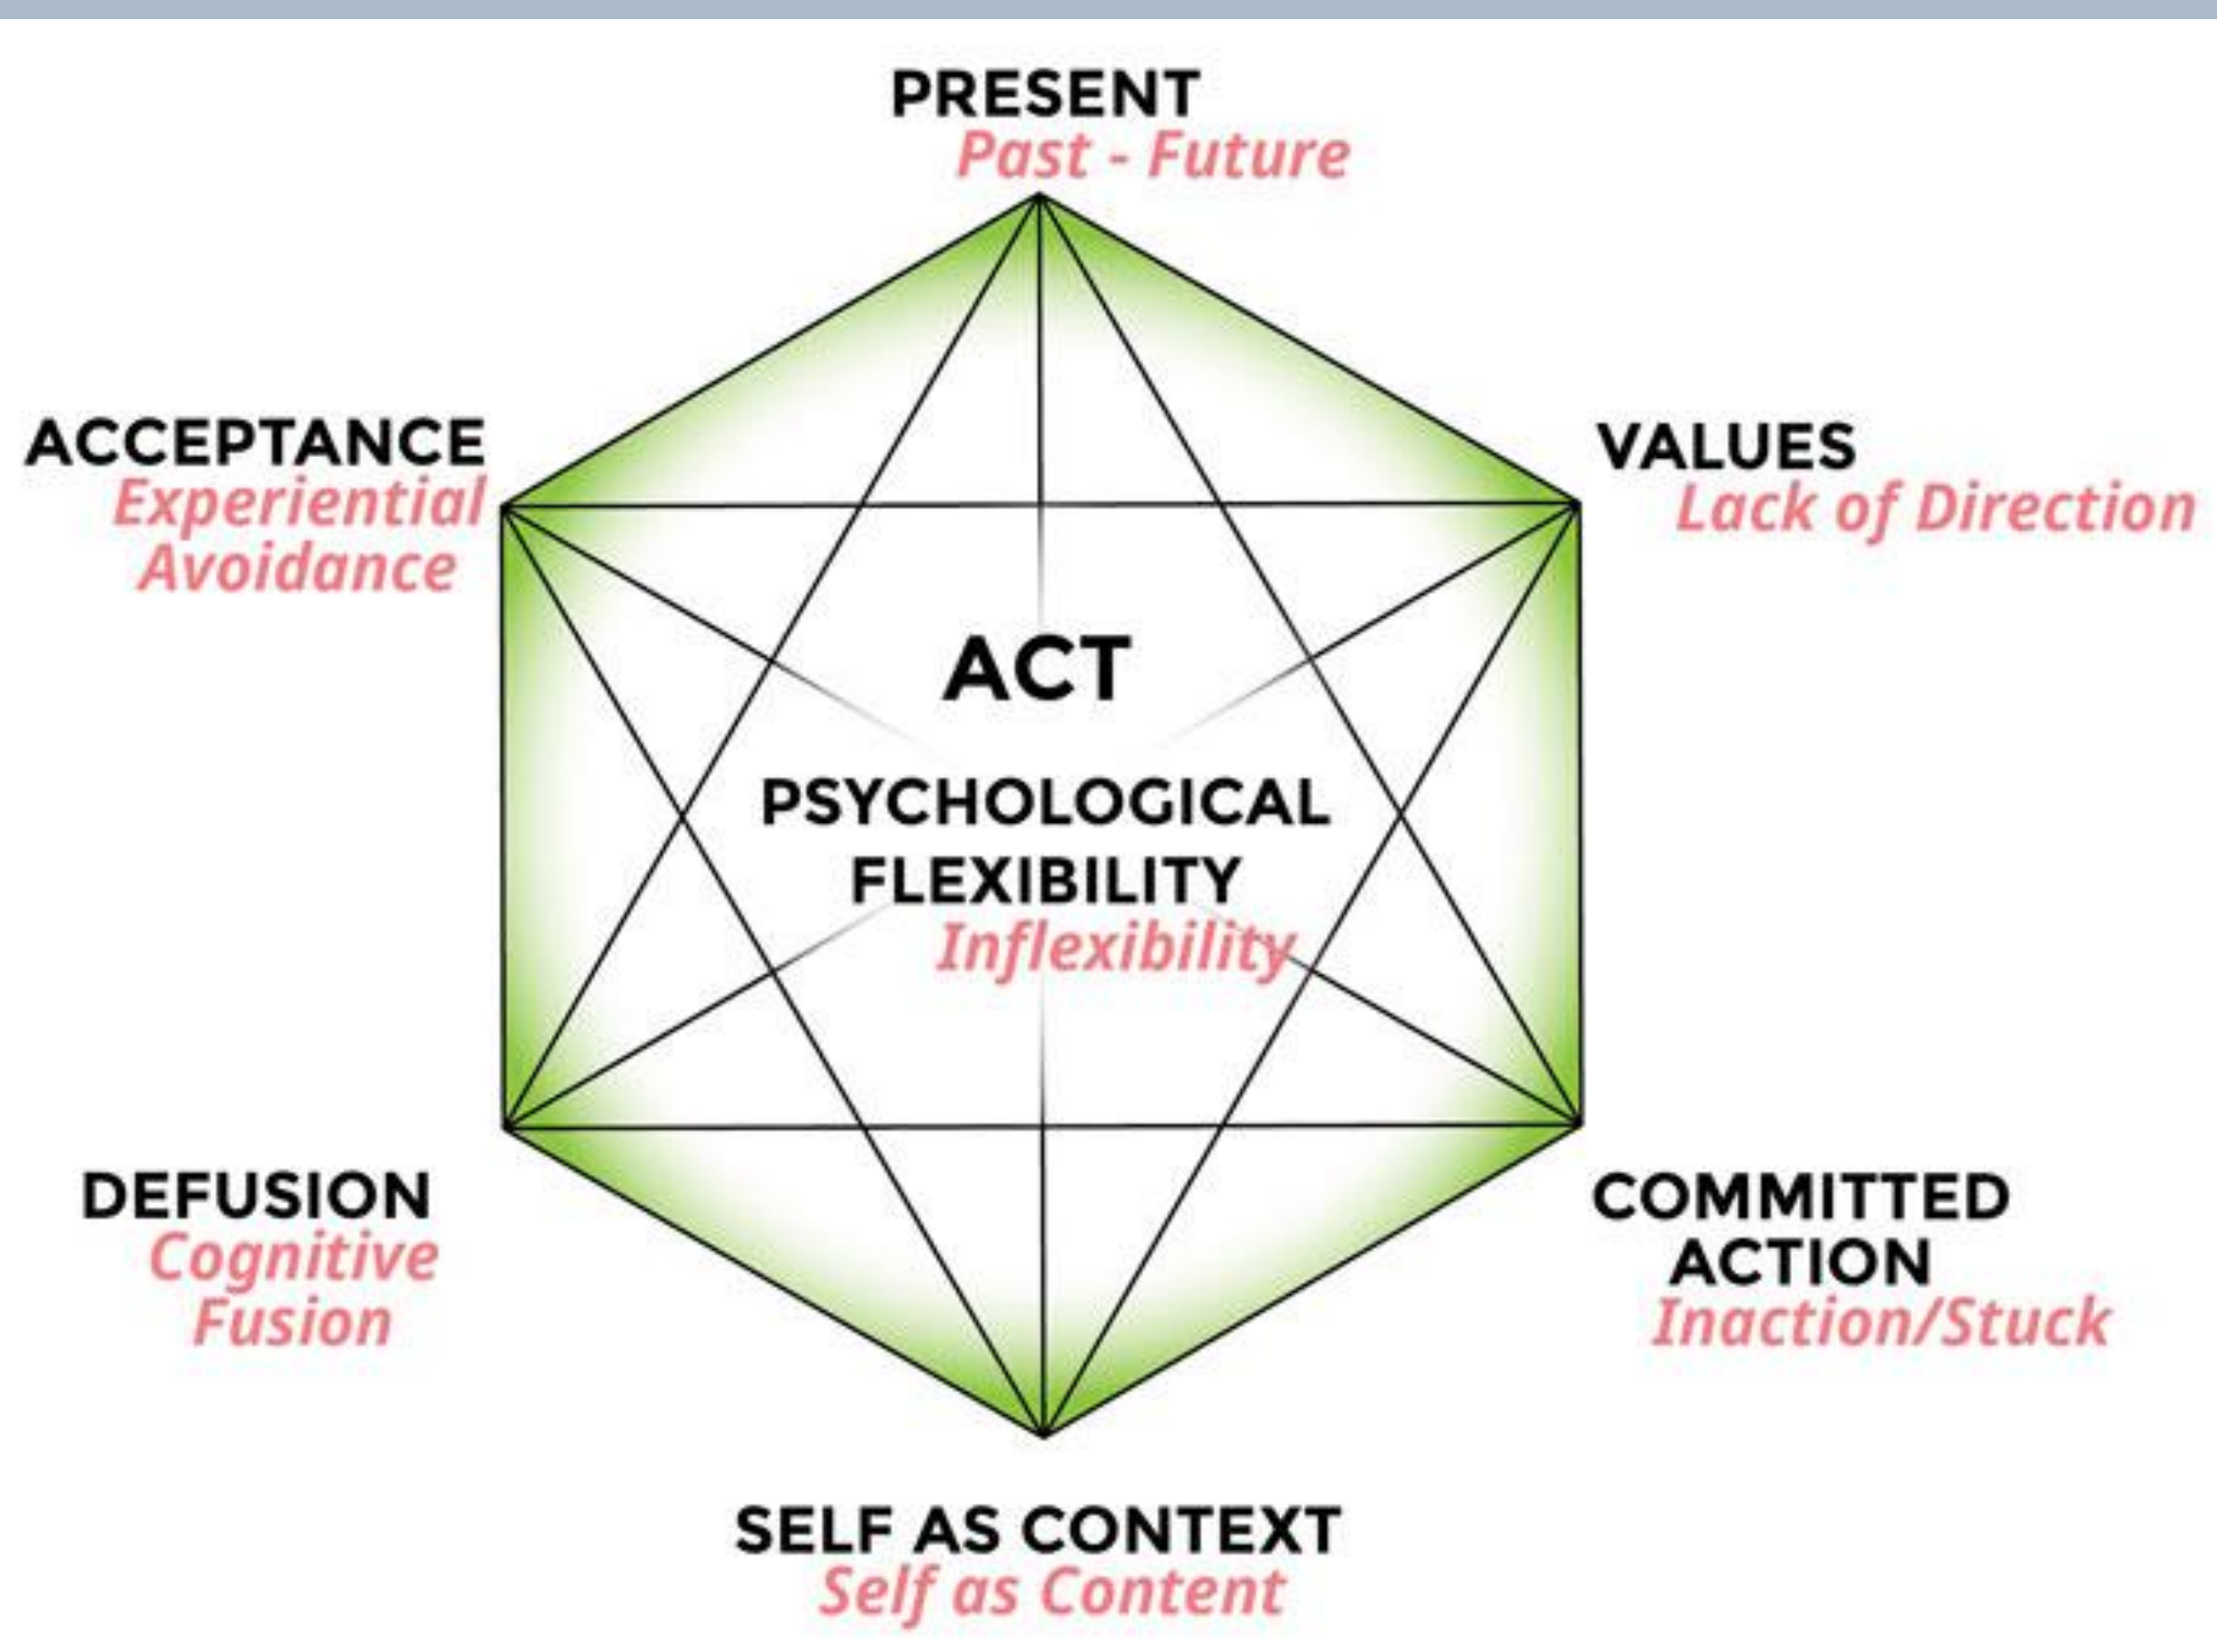 PRESENT
Past - Future
ACCEPTANCE
Experiential
Avoidance
VALUES
Lack of Direction
ACT
PSYCHOLOGICAL
FLEXIBILITY
Inflexibility
DEFUSION
Cognitive
Fusion
COMMITTED
ACTION
Inaction/Stuck
SELF AS CONTEXT
Self as Content